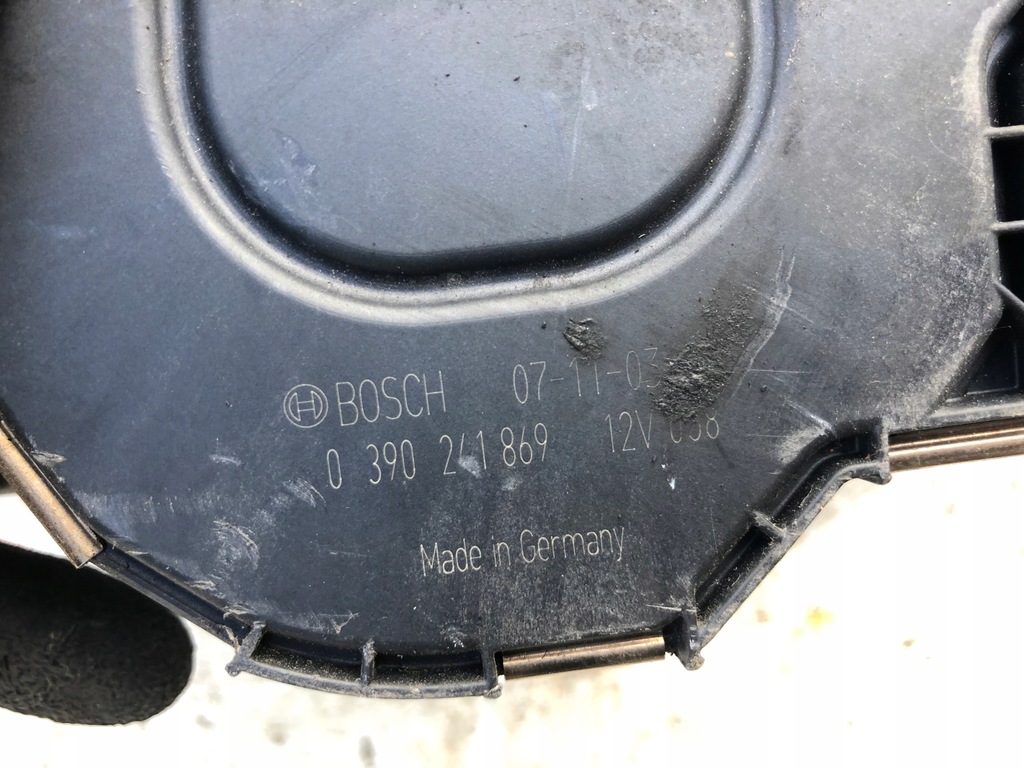 BOSCH 07-11-03
0 390 241 869 12V
Made in Germany